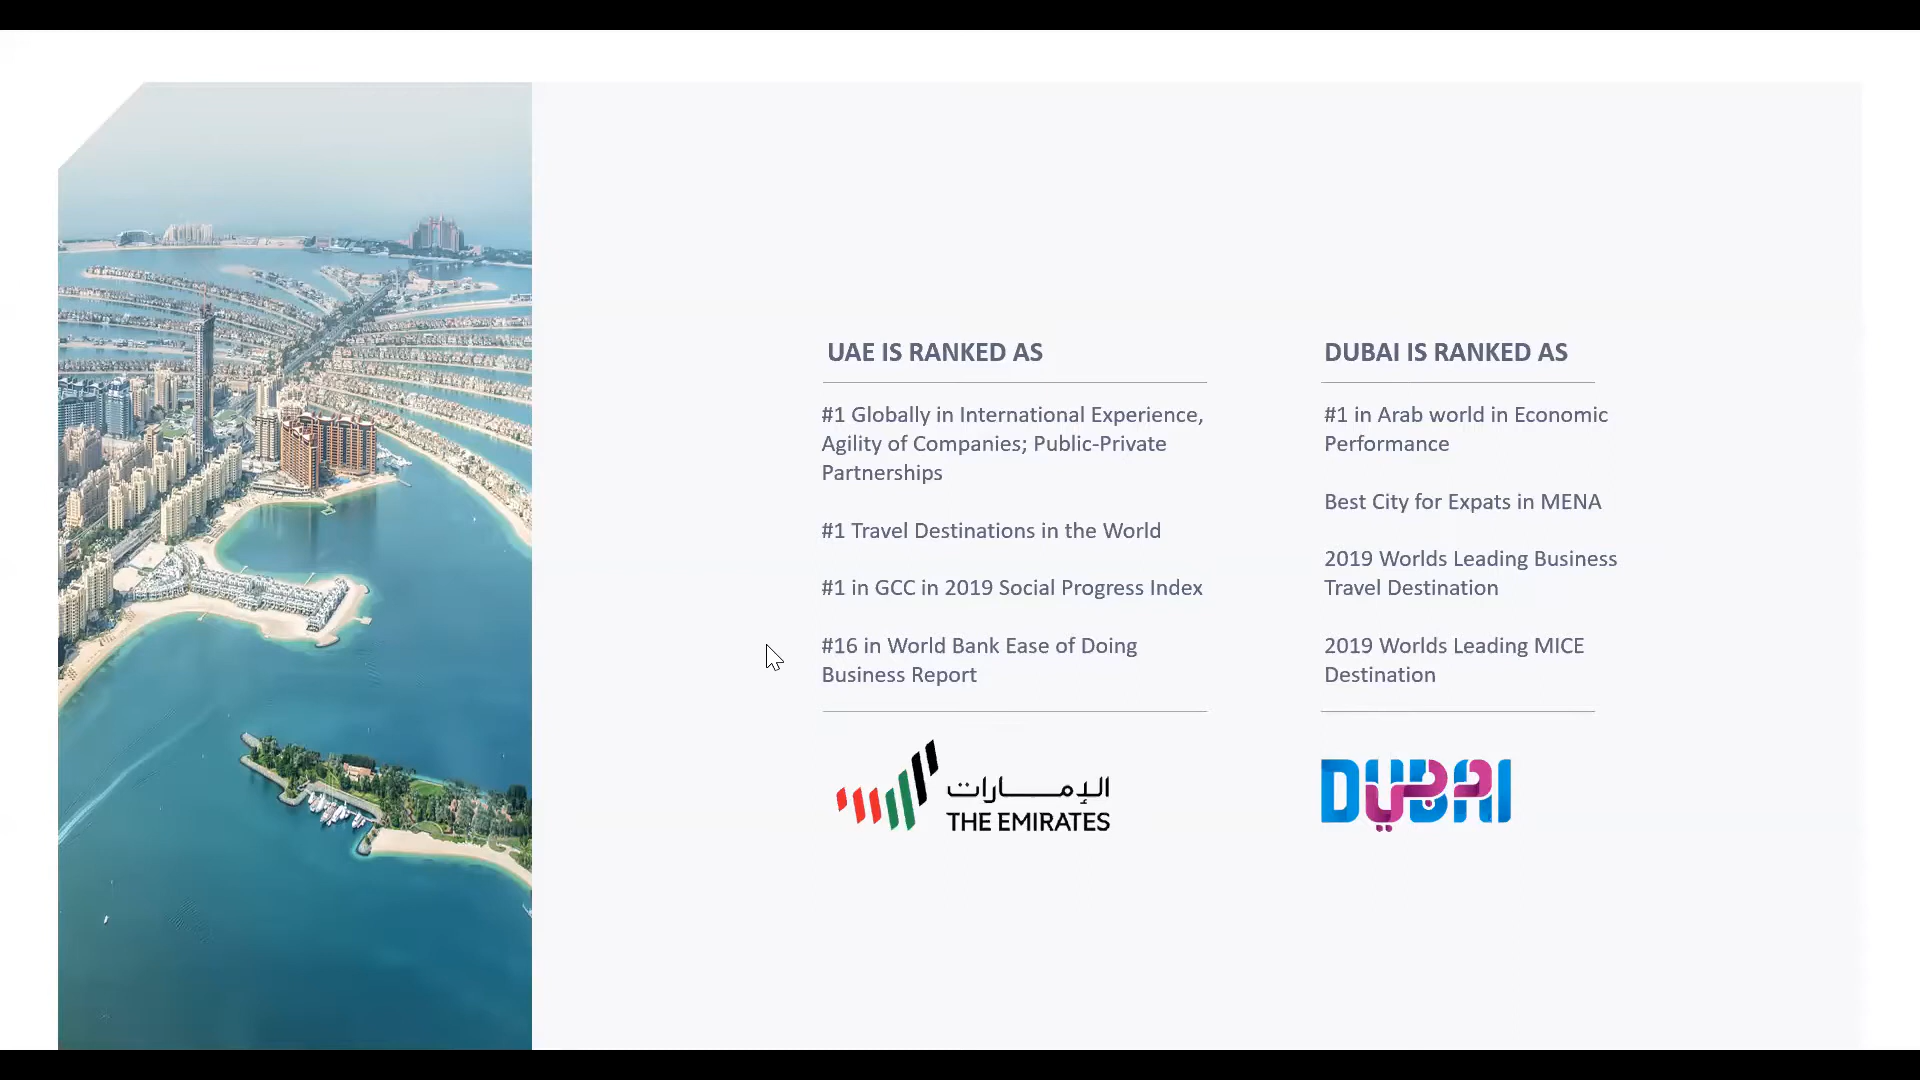 UAE IS RANKED AS
#1 Globally in International Experience,
Agility of Companies; Public-Private
Partnerships
#1 Travel Destinations in the World
#1 in GCC in 2019 Social Progress Index
#16 in World Bank Ease of Doing
Business Report
الإمارات
THE EMIRATES
DUBAI IS RANKED AS
#1 in Arab world in Economic
Performance
Best City for Expats in MENA
2019 Worlds Leading Business
Travel Destination
2019 Worlds Leading MICE
Destination
DUBAI